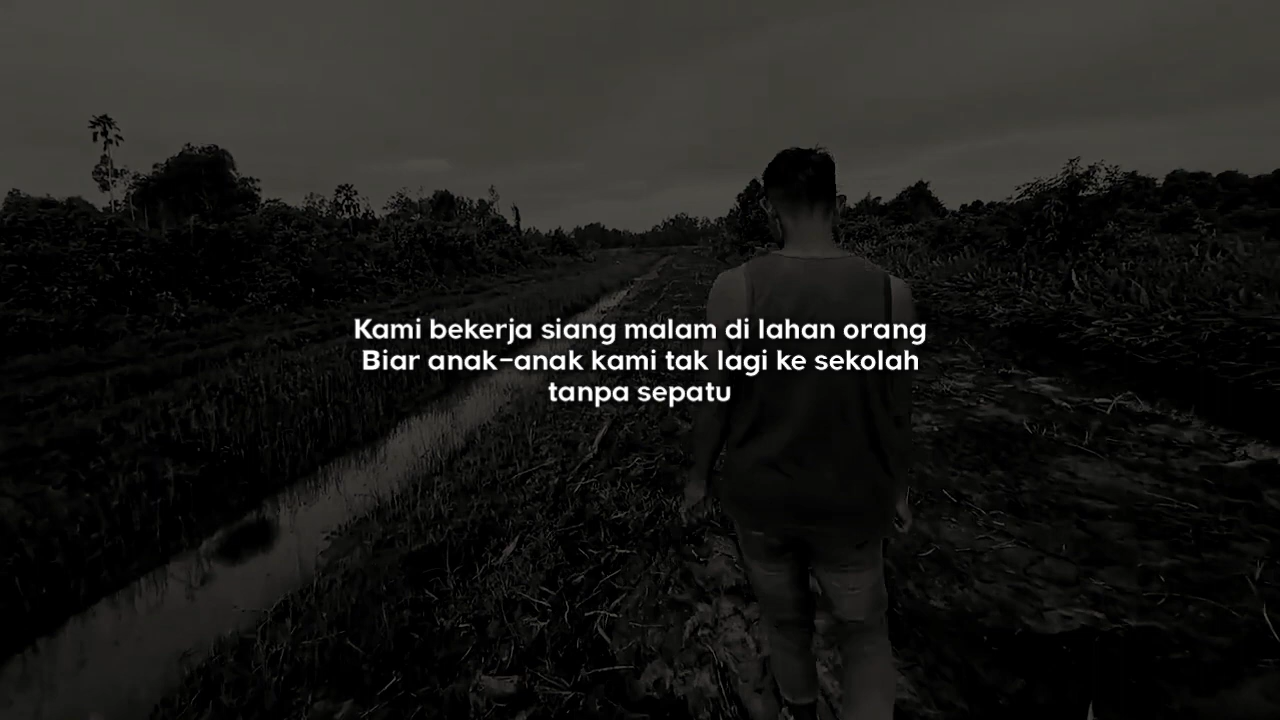 Kami bekerja siang malam di lahan orang
Biar anak-anak kami tak lagi ke sekolah
tanpa sepatu